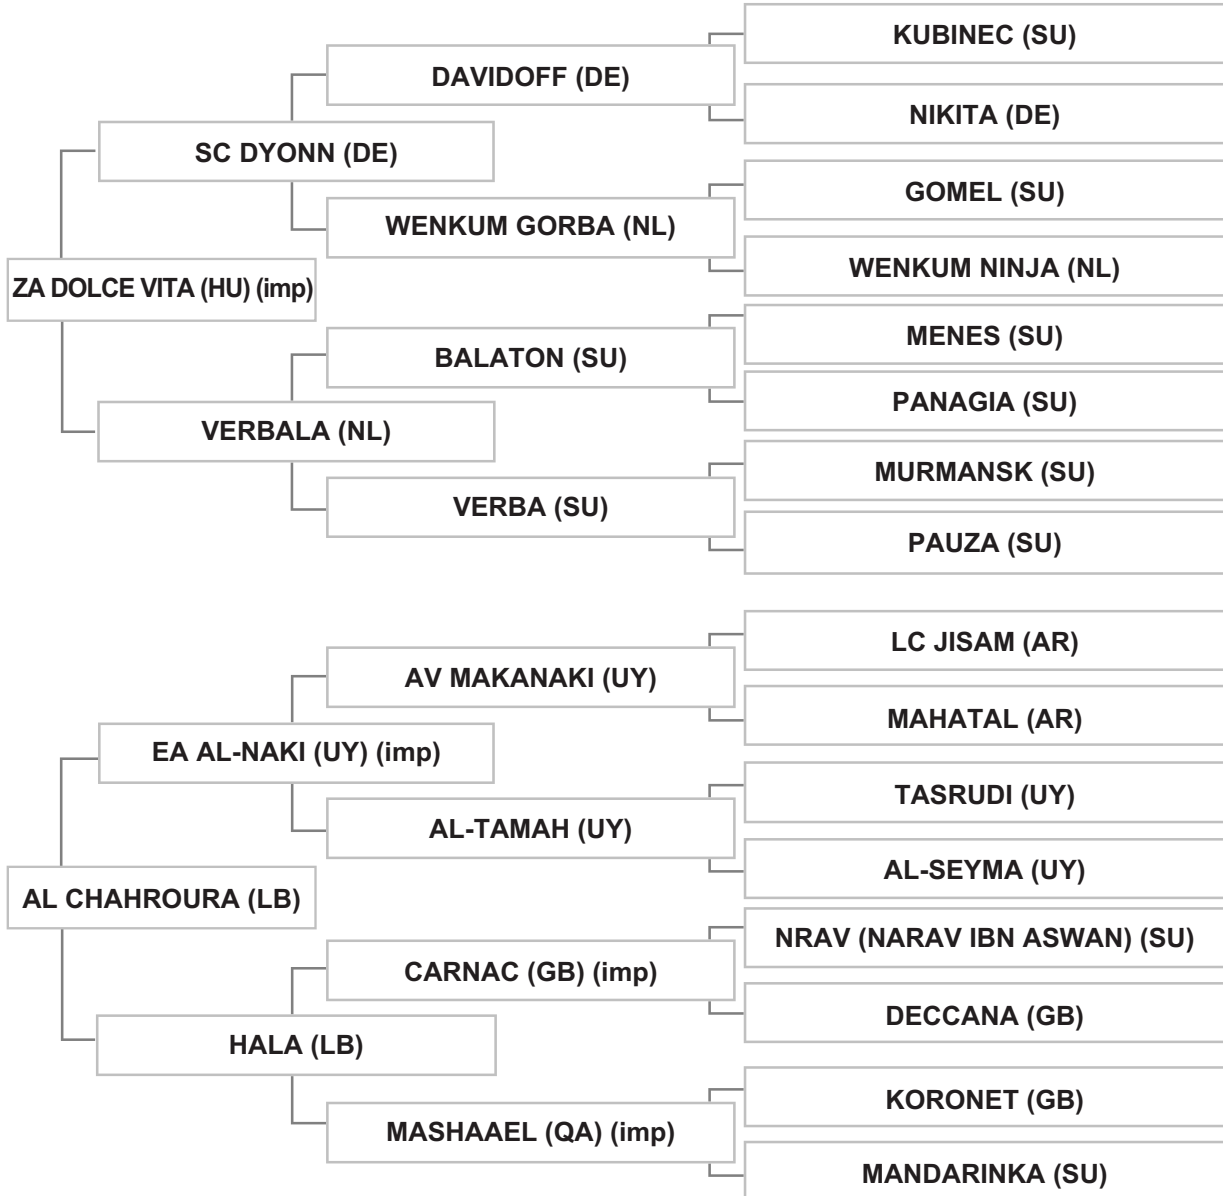 KUBINEC (SU)
DAVIDOFF (DE)
NIKITA (DE)
SC DYONN (DE)
GOMEL (SU)
WENKUM GORBA (NL)
WENKUM NINJA (NL)
ZA DOLCE VITA (HU) (imp)
MENES (SU)
BALATON (SU)
PANAGIA (SU)
VERBALA (NL)
MURMANSK (SU)
VERBA (SU)
PAUZA (SU)
LC JISAM (AR)
AV MAKANAKI (UY)
MAHATAL (AR)
EA AL-NAKI (UY) (imp)
TASRUDI (UY)
AL-TAMAH (UY)
AL-SEYMA (UY)
AL CHAHROURA (LB)
NRAV (NARAV IBN ASWAN) (SU)
CARNAC (GB) (imp)
DECCANA (GB)
HALA (LB)
KORONET (GB)
MASHAAEL (QA) (imp)
MANDARINKA (SU)